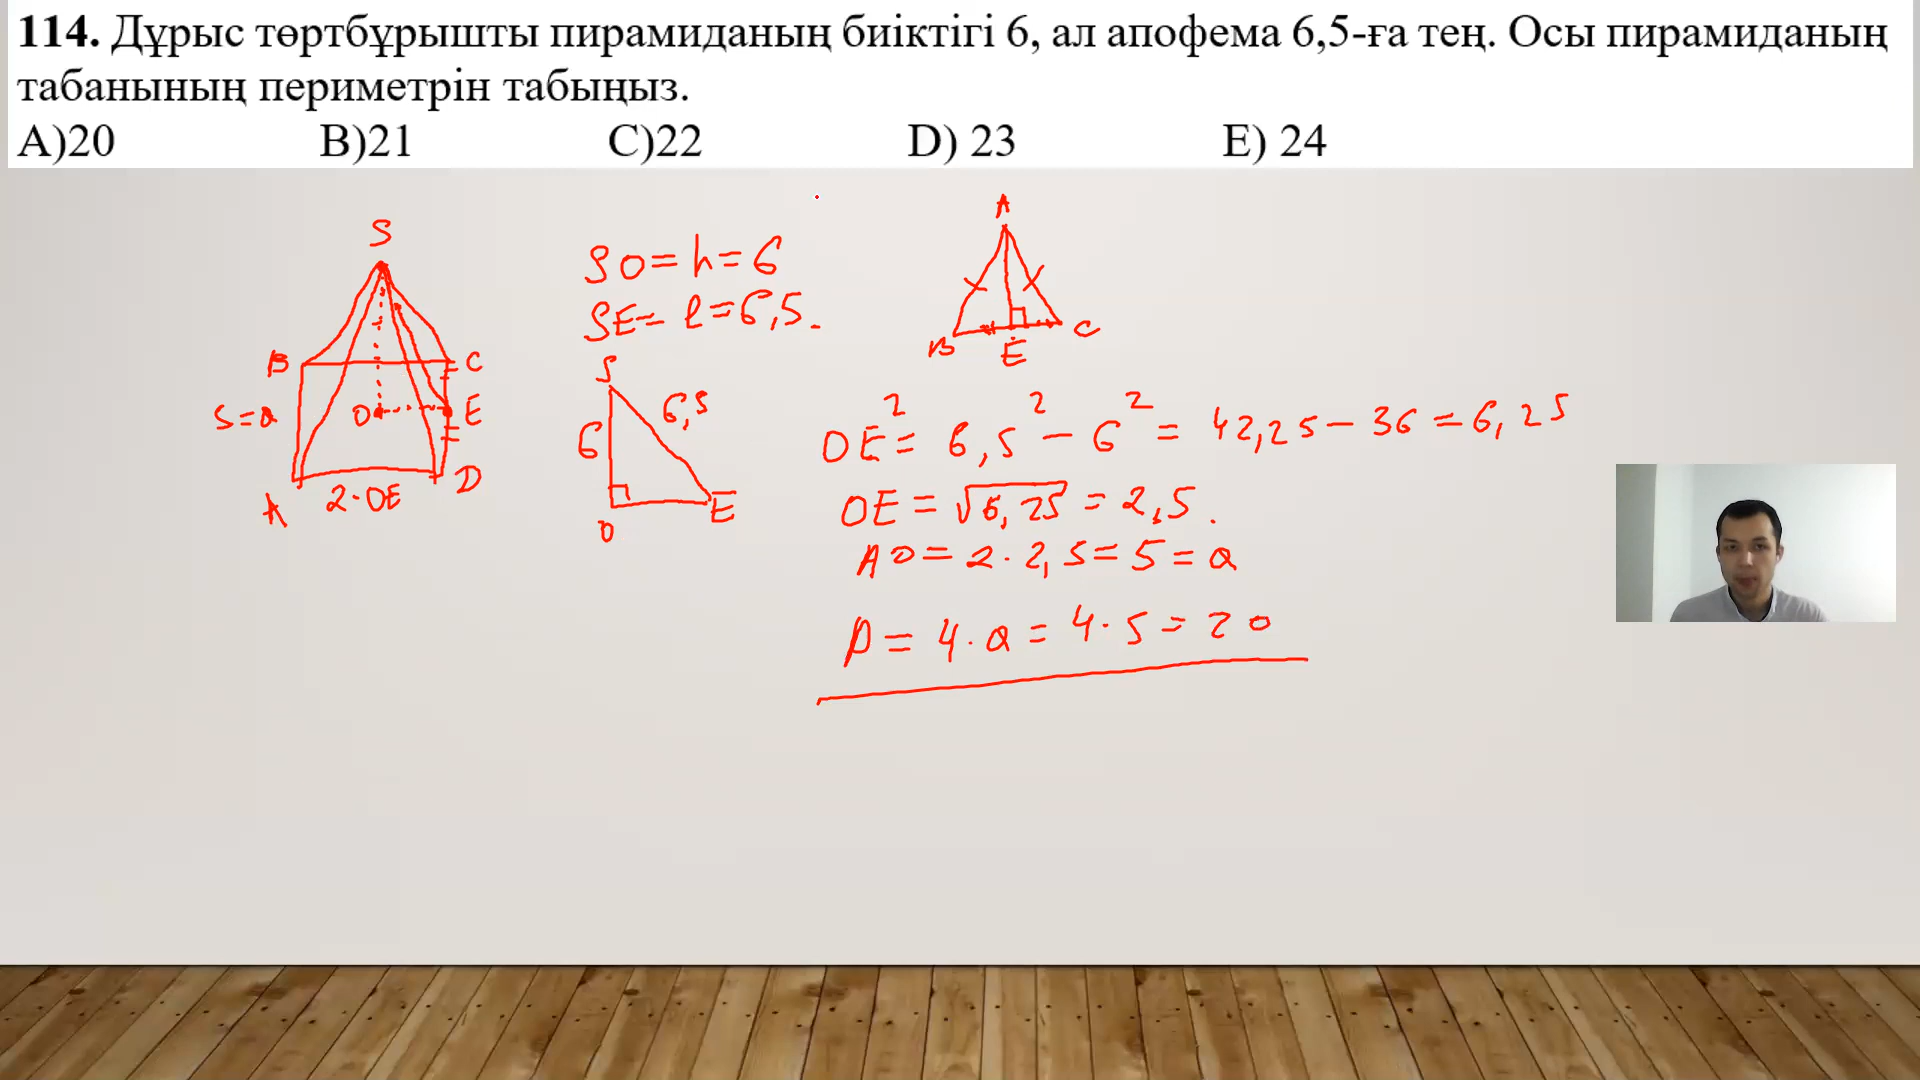 114. Дұрыс төртбұрышты пирамиданың биіктігі 6, ал апофема 6,5-ға тең. Осы пирамиданың
табанының периметрін табыңыз.
A)20 B)21 C)22 D) 23 E) 24
S
B
C
5=a
O
E
A
2·OE
D
SO=h=6
SE=ℓ=6,5.
S
6
6,5
O
E
A
B
E
C
OE²=6,5²-6²=42,25-36=6,25
OE=√6,25=2,5.
AD=2·2,5=5=a
P=4·a=4·5=20